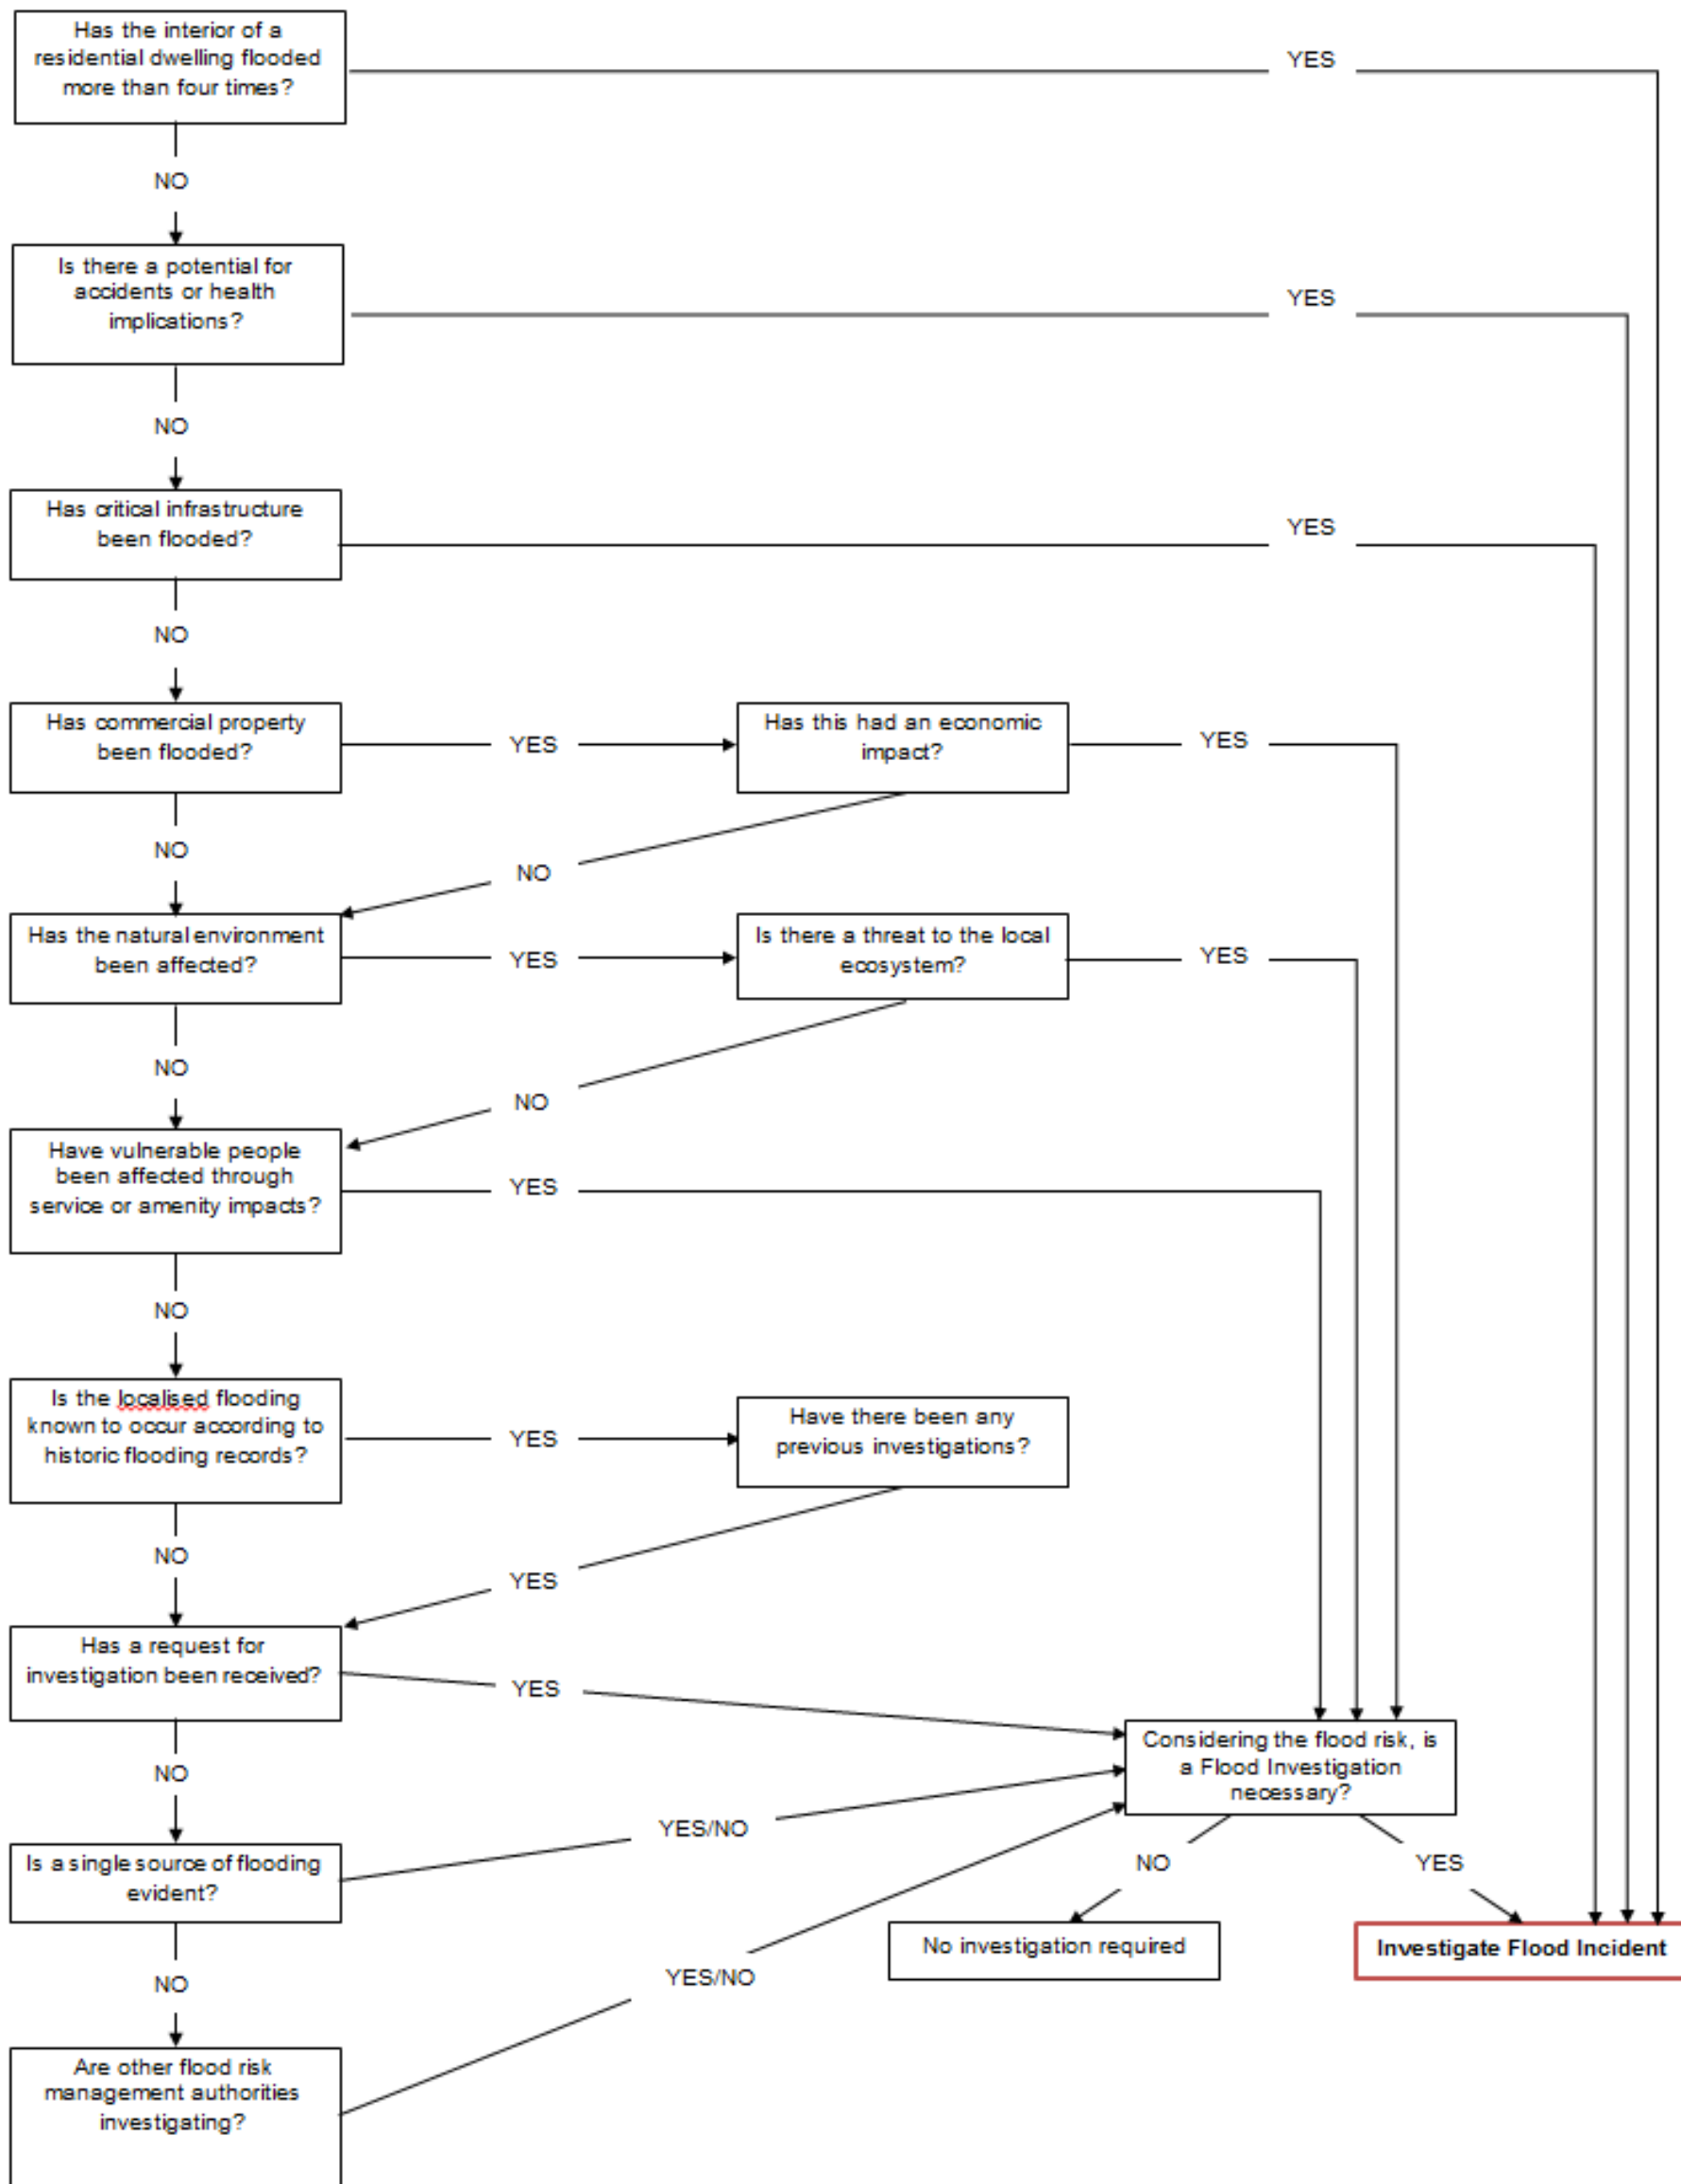 Has the interior of a
residential dwelling flooded
more than four times?
YES
NO
Is there a potential for
accidents or health
implications?
YES
NO
Has critical infrastructure
been flooded?
YES
NO
Has commercial property
been flooded?
YES
Has this had an economic
impact?
YES
NO
NO
Has the natural environment
been affected?
YES
Is there a threat to the local
ecosystem?
YES
NO
NO
Have vulnerable people
been affected through
service or amenity impacts?
YES
NO
Is the localised flooding
known to occur according to
historic flooding records?
YES
Have there been any
previous investigations?
NO
YES
Has a request for
investigation been received?
YES
NO
Considering the flood risk, is
a Flood Investigation
necessary?
Is a single source of flooding
evident?
YES/NO
NO
YES
No investigation required
Investigate Flood Incident
NO
YES/NO
Are other flood risk
management authorities
investigating?